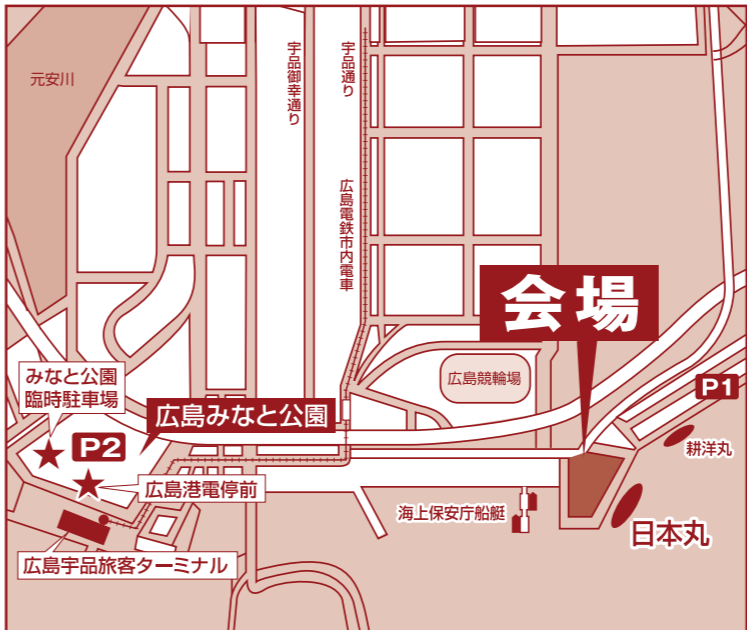 元安川
宇品御幸通り
宇品通り
広島電鉄市内電車
会場
広島競輪場
P1
みなと公園
臨時駐車場
広島みなと公園
P2
耕洋丸
広島港電停前
海上保安庁船艇
日本丸
広島宇品旅客ターミナル